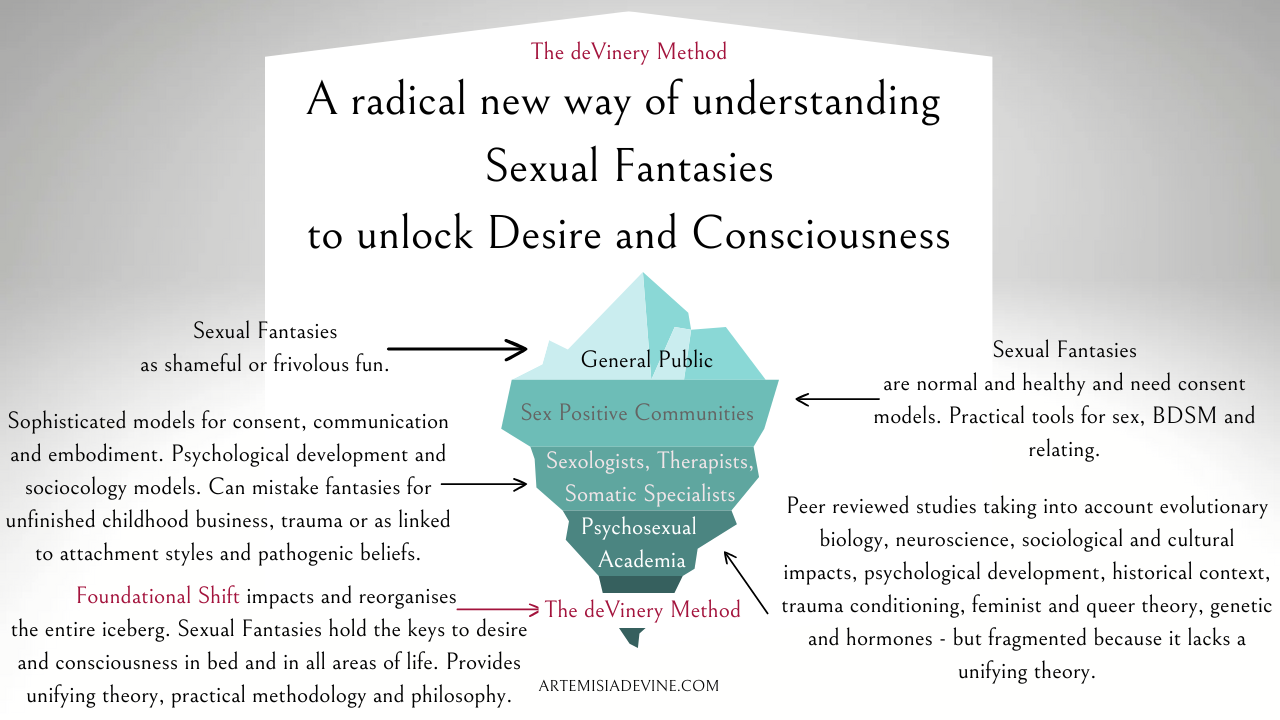 The deVinery Method
A radical new way of understanding
Sexual Fantasies
to unlock Desire and Consciousness
Sexual Fantasies
as shameful or frivolous fun.
General Public
Sexual Fantasies
are normal and healthy and need consent
models. Practical tools for sex, BDSM and
relating.
Sex Positive Communities
Sophisticated models for consent, communication
and embodiment. Psychological development and
sociocology models. Can mistake fantasies for
unfinished childhood business, trauma or as linked
to attachment styles and pathogenic beliefs.
Sexologists, Therapists,
Somatic Specialists
Psychosexual
Academia
Peer reviewed studies taking into account evolutionary
biology, neuroscience, sociological and cultural
impacts, psychological development, historical context,
trauma conditioning, feminist and queer theory, genetic
and hormones - but fragmented because it lacks a
unifying theory.
Foundational Shift impacts and reorganises
the entire iceberg. Sexual Fantasies hold the keys to desire
and consciousness in bed and in all areas of life. Provides
unifying theory, practical methodology and philosophy.
The deVinery Method
ARTEMISIADEVINE.COM